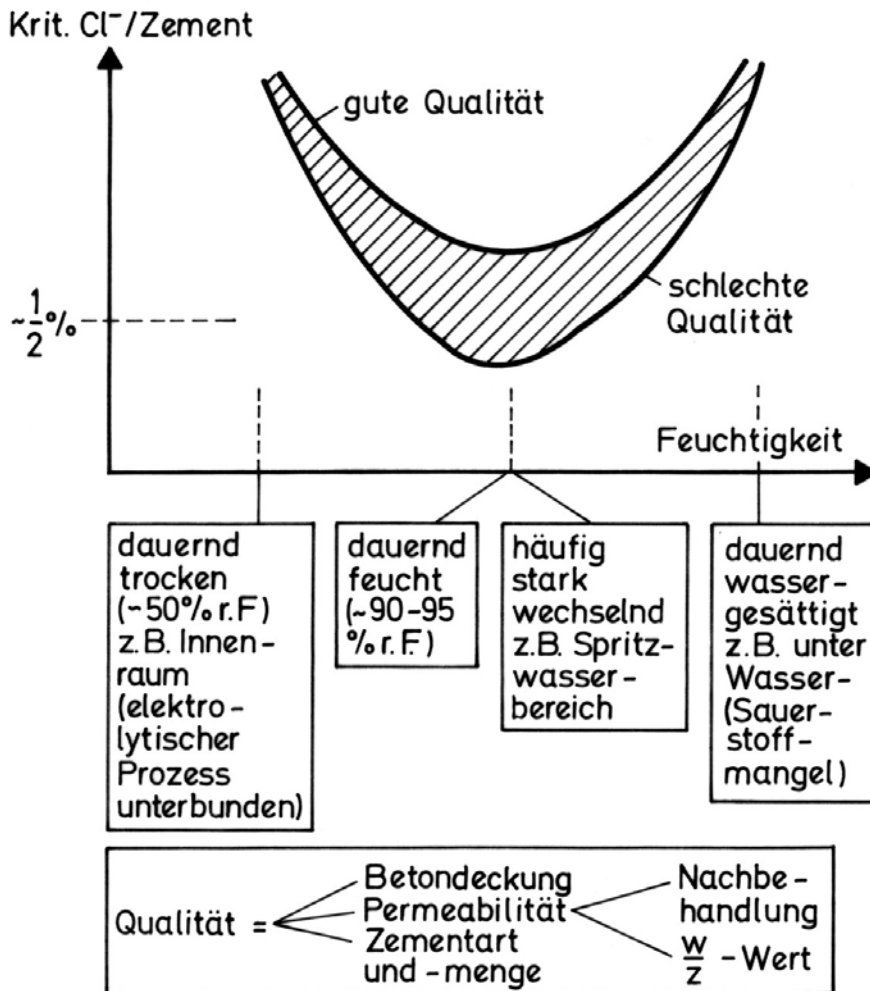 Krit. Cl⁻/Zement
gute Qualität
schlechte
Qualität
~1/2%
Feuchtigkeit
dauernd
trocken
(~50% r.F)
z.B. Innen-
raum
(elektro-
lytischer
Prozess
unterbunden)
dauernd
feucht
(~90-95
% r.F.)
häufig
stark
wechselnd
z.B. Spritz-
wasser-
bereich
dauernd
wasser-
gesättigt
z.B. unter
Wasser-
(Sauer-
stoff-
mangel)
Qualität =
Betondeckung
Permeabilität
Zementart
und -menge
Nachbe-
handlung
w/z - Wert